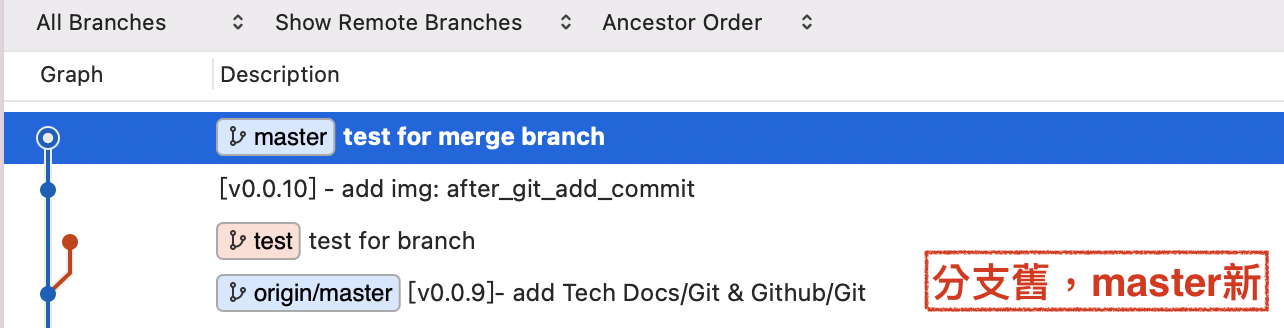 All Branches Show Remote Branches Ancestor Order
Graph Description
master test for merge branch
[v0.0.10] - add img: after_git_add_commit
test test for branch
origin/master [v0.0.9]- add Tech Docs/Git & Github/Git
分支舊，master新